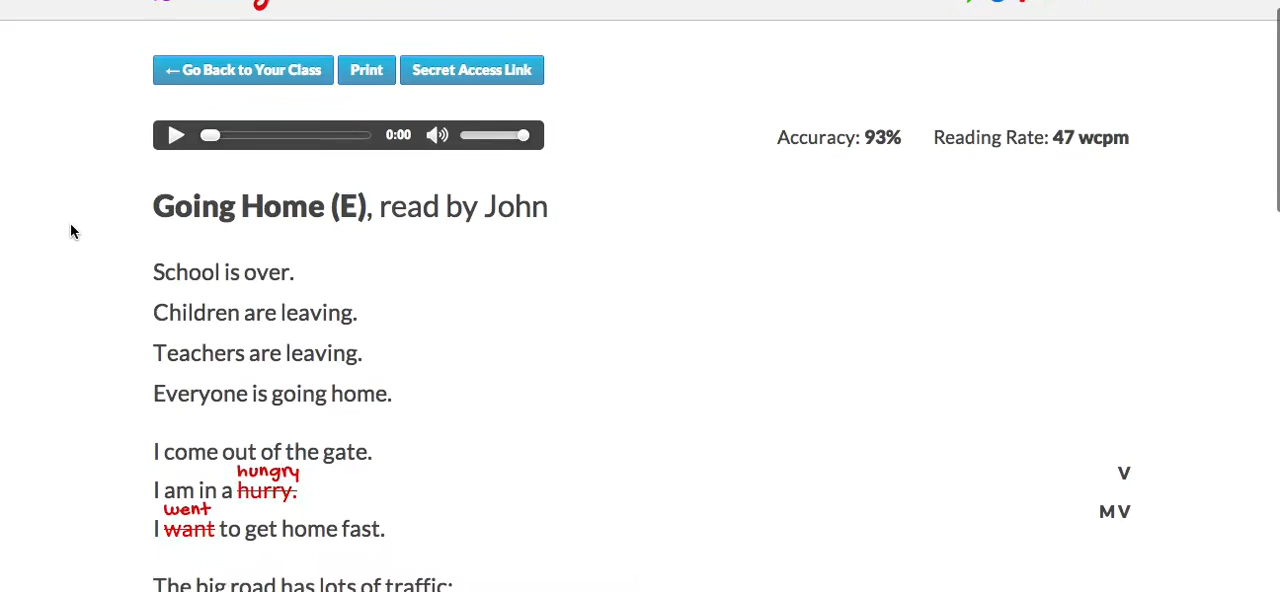 ← Go Back to Your Class Print Secret Access Link
0:00
Accuracy: 93% Reading Rate: 47 wcpm
Going Home (E), read by John
School is over.
Children are leaving.
Teachers are leaving.
Everyone is going home.
I come out of the gate.
hungry V
I am in a hurry.
went M V
I want to get home fast.
The big road has lots of traffic: